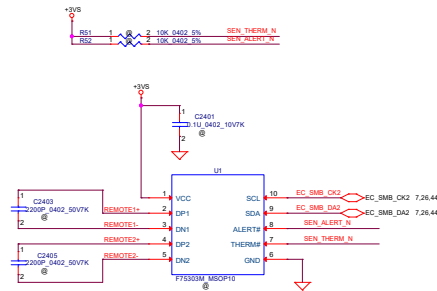 +3VS
R51 1 @ 2 10K_0402_5% SEN_THERM_N
R52 1 @ 2 10K_0402_5% SEN_ALERT_N
+3VS
1
C2401
0.1U_0402_10V7K
@
2
U1
1 VCC SCL 10 EC_SMB_CK2 EC_SMB_CK2 7,26,44
2 DP1 SDA 9 EC_SMB_DA2 EC_SMB_DA2 7,26,44
3 DN1 ALERT# 8 SEN_ALERT_N
4 DP2 THERM# 7 SEN_THERM_N
5 DN2 GND 6
F75303M_MSOP10
@
1
C2403
2200P_0402_50V7K
@
2
REMOTE1+
REMOTE1-
1
C2405
2200P_0402_50V7K
@
2
REMOTE2+
REMOTE2-